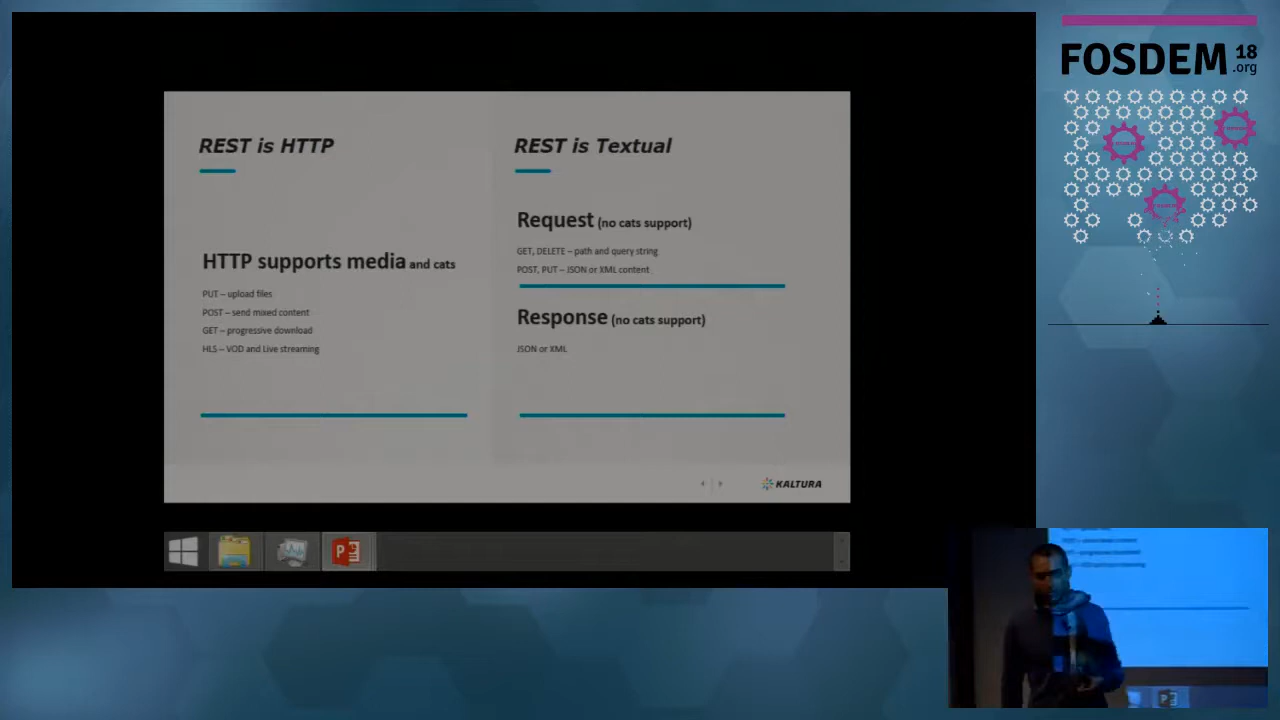 REST is HTTP
HTTP supports media and cats
PUT – upload files
POST – send mixed content
GET – progressive download
HLS – VOD and Live streaming
REST is Textual
Request (no cats support)
GET, DELETE – path and query string
POST, PUT – JSON or XML content
Response (no cats support)
JSON or XML
KALTURA
FOSDEM 18
.org